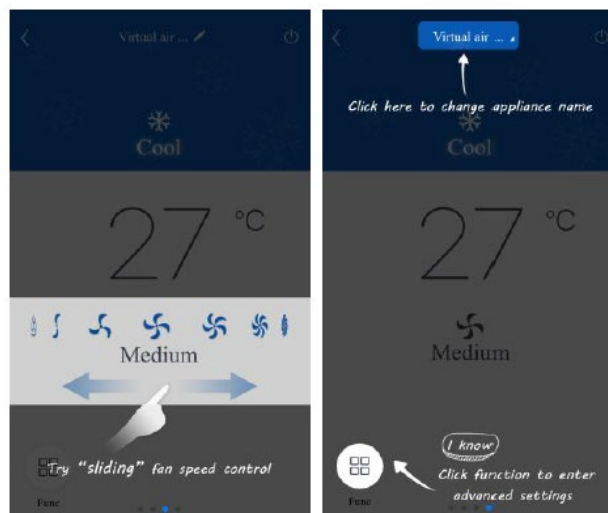 Virtual air ...
Cool
27 °C
Medium
Try "sliding" fan speed control
Func
Virtual air ...
Click here to change appliance name
Cool
27 °C
Medium
I know
Click function to enter
advanced settings
Func